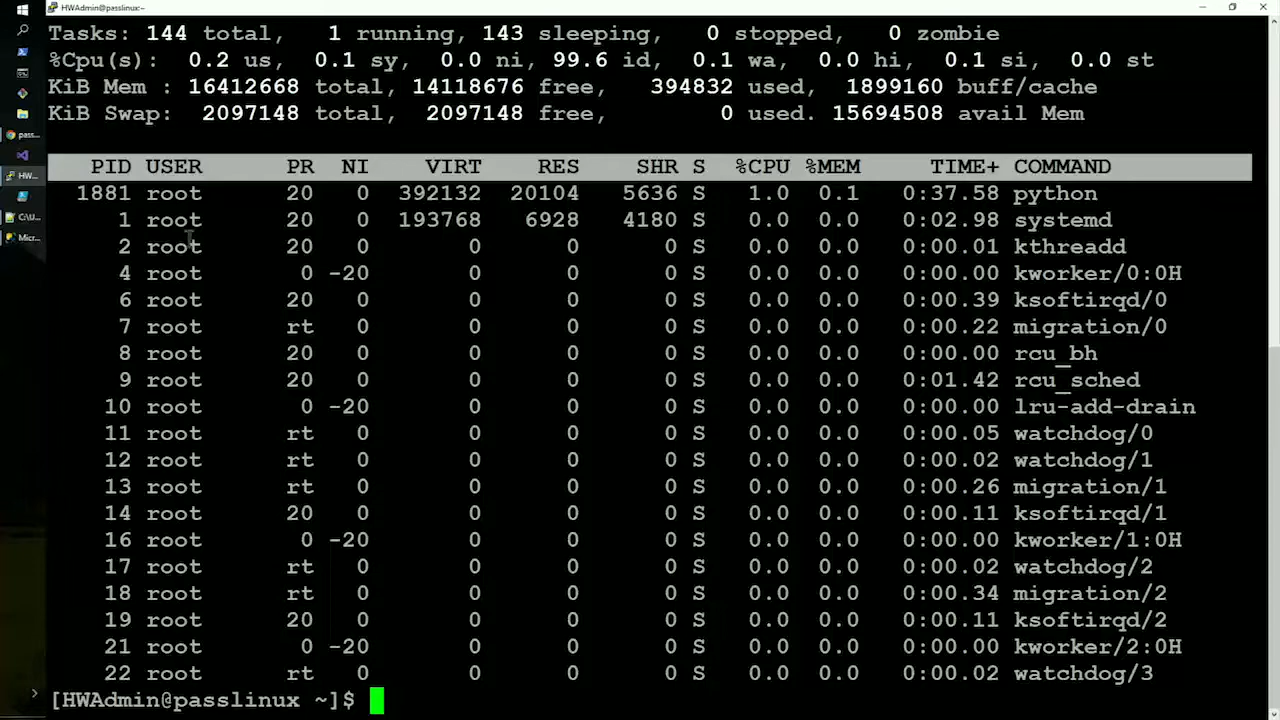 HWAdmin@passlinux:~
Tasks: 144 total, 1 running, 143 sleeping, 0 stopped, 0 zombie
%Cpu(s): 0.2 us, 0.1 sy, 0.0 ni, 99.6 id, 0.1 wa, 0.0 hi, 0.1 si, 0.0 st
KiB Mem : 16412668 total, 14118676 free, 394832 used, 1899160 buff/cache
KiB Swap: 2097148 total, 2097148 free, 0 used. 15694508 avail Mem
PID USER PR NI VIRT RES SHR S %CPU %MEM TIME+ COMMAND
1881 root 20 0 392132 20104 5636 S 1.0 0.1 0:37.58 python
1 root 20 0 193768 6928 4180 S 0.0 0.0 0:02.98 systemd
2 root 20 0 0 0 0 S 0.0 0.0 0:00.01 kthreadd
4 root 0 -20 0 0 0 S 0.0 0.0 0:00.00 kworker/0:0H
6 root 20 0 0 0 0 S 0.0 0.0 0:00.39 ksoftirqd/0
7 root rt 0 0 0 0 S 0.0 0.0 0:00.22 migration/0
8 root 20 0 0 0 0 S 0.0 0.0 0:00.00 rcu_bh
9 root 20 0 0 0 0 S 0.0 0.0 0:01.42 rcu_sched
10 root 0 -20 0 0 0 S 0.0 0.0 0:00.00 lru-add-drain
11 root rt 0 0 0 0 S 0.0 0.0 0:00.05 watchdog/0
12 root rt 0 0 0 0 S 0.0 0.0 0:00.02 watchdog/1
13 root rt 0 0 0 0 S 0.0 0.0 0:00.26 migration/1
14 root 20 0 0 0 0 S 0.0 0.0 0:00.11 ksoftirqd/1
16 root 0 -20 0 0 0 S 0.0 0.0 0:00.00 kworker/1:0H
17 root rt 0 0 0 0 S 0.0 0.0 0:00.02 watchdog/2
18 root rt 0 0 0 0 S 0.0 0.0 0:00.34 migration/2
19 root 20 0 0 0 0 S 0.0 0.0 0:00.11 ksoftirqd/2
21 root 0 -20 0 0 0 S 0.0 0.0 0:00.00 kworker/2:0H
22 root rt 0 0 0 0 S 0.0 0.0 0:00.02 watchdog/3
[HWAdmin@passlinux ~]$
pass...
HW...
C:\U...
Micr...